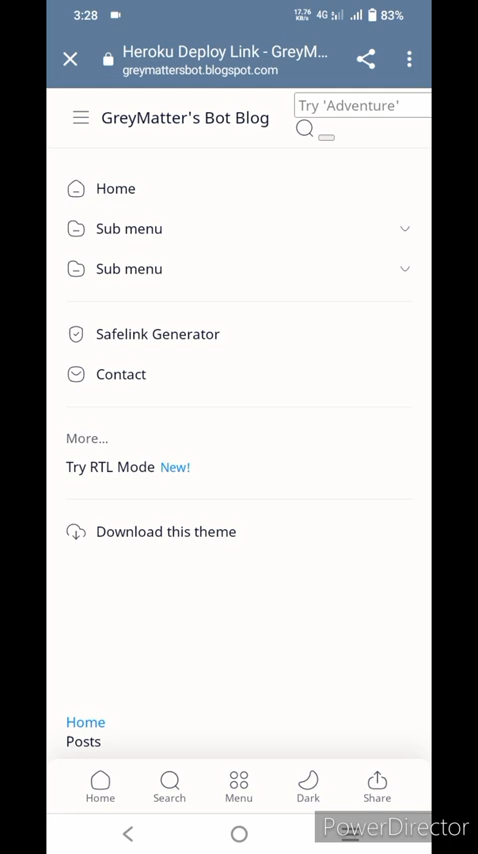 3:28
17.76 KB/s 4G 83%
Heroku Deploy Link - GreyM...
greymattersbot.blogspot.com
GreyMatter's Bot Blog
Try 'Adventure'
Home
Sub menu
Sub menu
Safelink Generator
Contact
More...
Try RTL Mode New!
Download this theme
Home
Posts
Home Search Menu Dark Share
PowerDirector